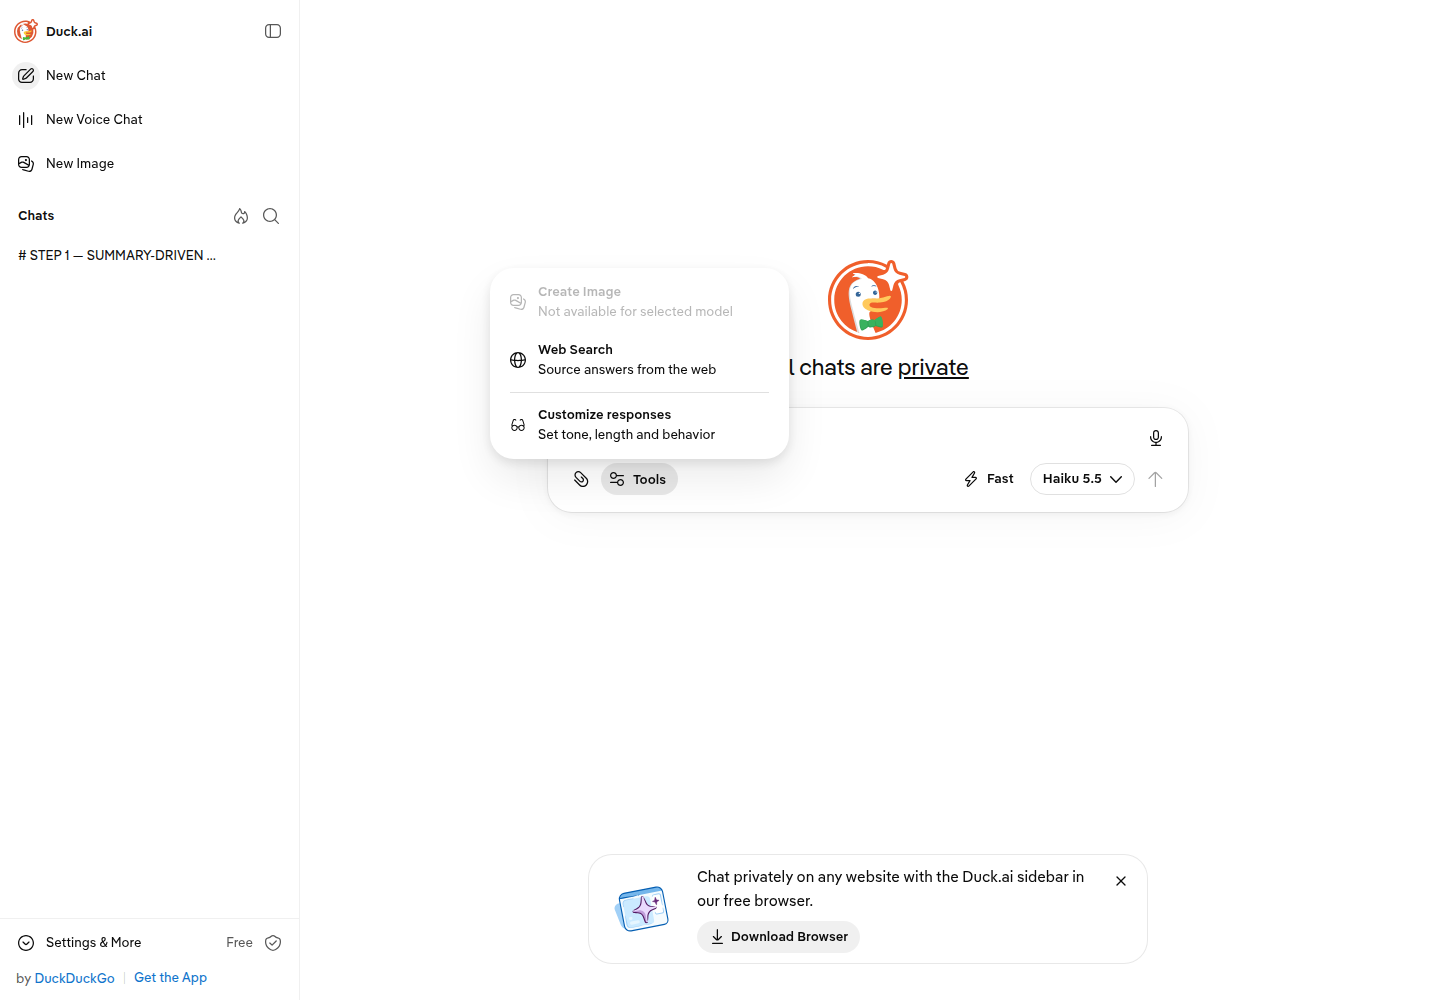 Duck.ai
New Chat
New Voice Chat
New Image
Chats
# STEP 1 — SUMMARY-DRIVEN ...
Settings & More
Free
by DuckDuckGo
Get the App
Create Image
Not available for selected model
Web Search
Source answers from the web
Customize responses
Set tone, length and behavior
l chats are private
Tools
Fast
Haiku 5.5
Chat privately on any website with the Duck.ai sidebar in
our free browser.
Download Browser